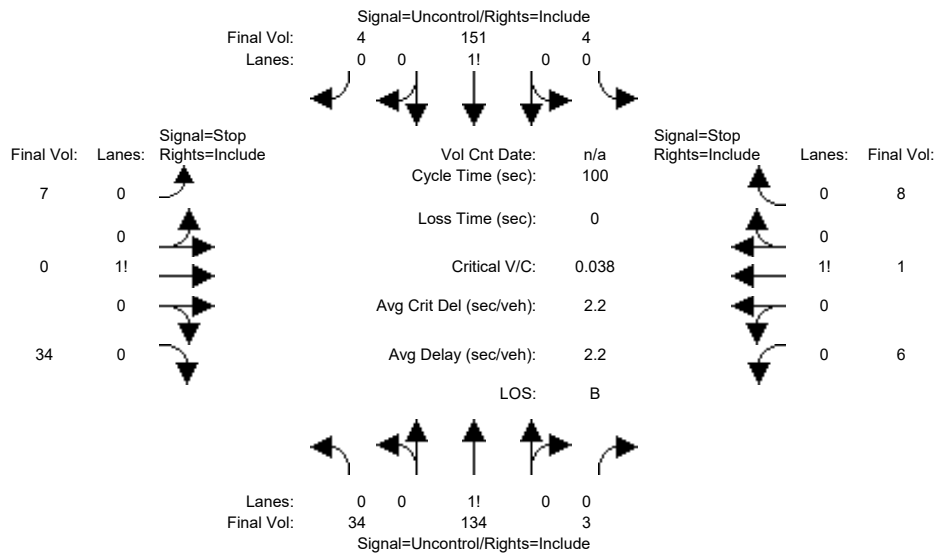 Signal=Uncontrol/Rights=Include
Final Vol: 4 151 4
Lanes: 0 0 1! 0 0
Signal=Stop Signal=Stop
Final Vol: Lanes: Rights=Include Vol Cnt Date: n/a Rights=Include Lanes: Final Vol:
Cycle Time (sec): 100
7 0 0 8
Loss Time (sec): 0
0 0
0 1! Critical V/C: 0.038 1! 1
0 Avg Crit Del (sec/veh): 2.2 0
34 0 Avg Delay (sec/veh): 2.2 0 6
LOS: B
Lanes: 0 0 1! 0 0
Final Vol: 34 134 3
Signal=Uncontrol/Rights=Include